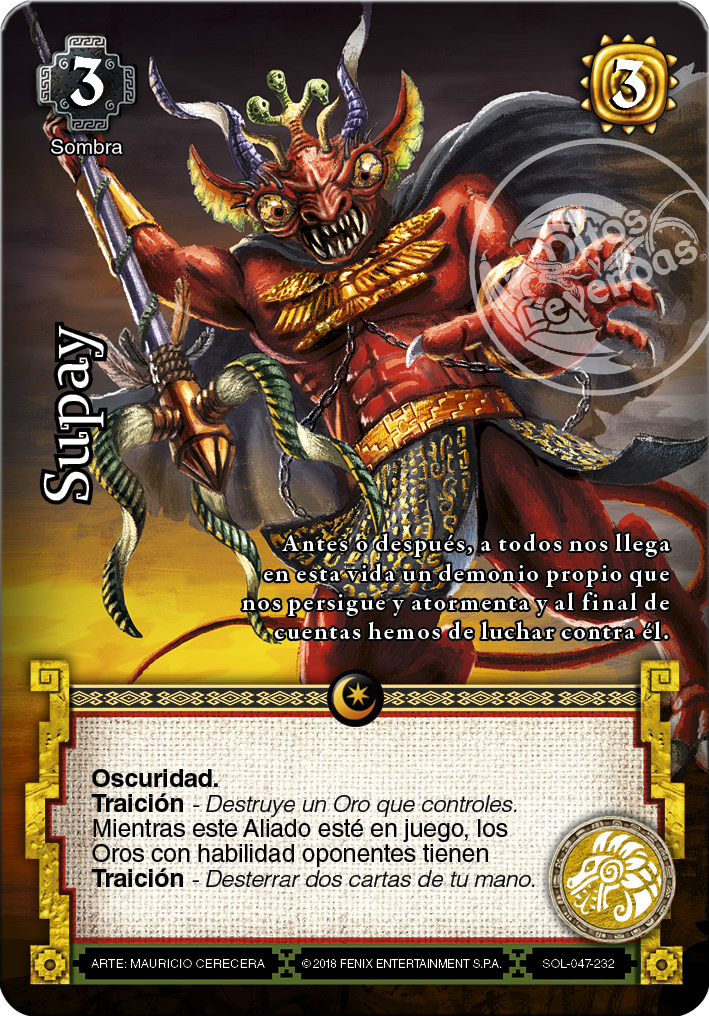 3
3
Sombra
Mitos y Leyendas
Supay
Antes o después, a todos nos llega
en esta vida un demonio propio que
nos persigue y atormenta y al final de
cuentas hemos de luchar contra él.
Oscuridad.
Traición - Destruye un Oro que controles.
Mientras este Aliado esté en juego, los
Oros con habilidad oponentes tienen
Traición - Desterrar dos cartas de tu mano.
ARTE: MAURICIO CERECERA
©2018 FENIX ENTERTAINMENT S.P.A.
SOL-047-232